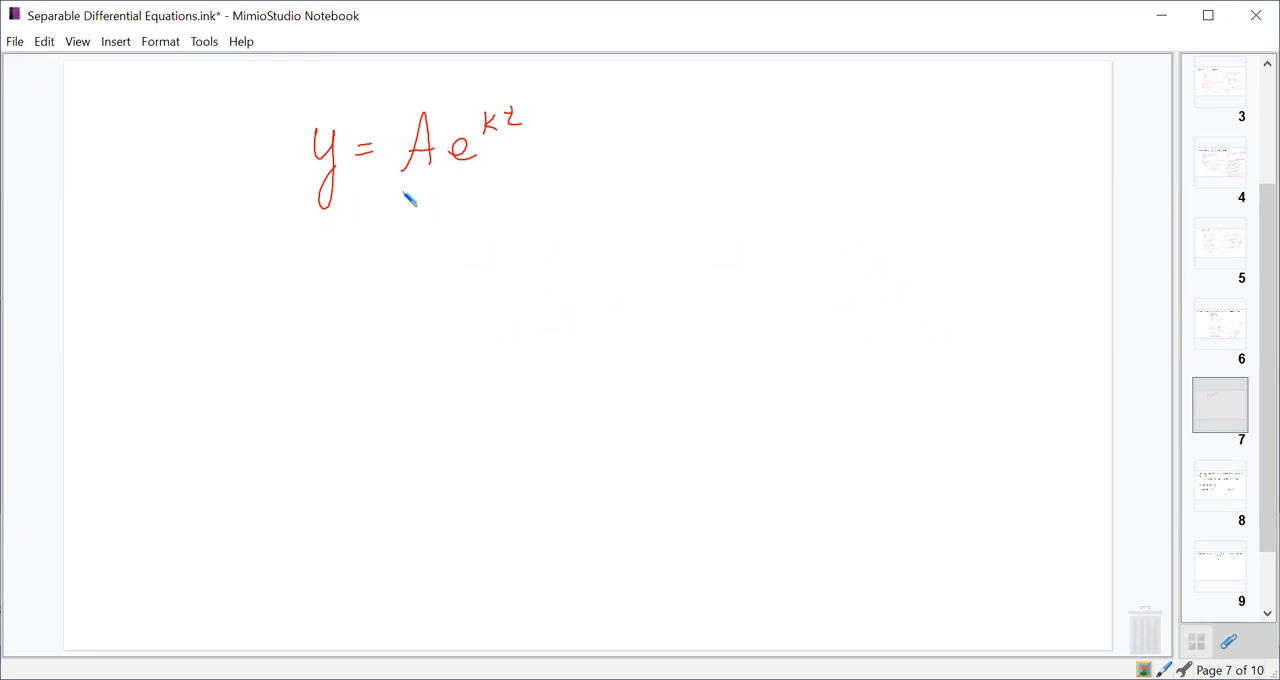 Separable Differential Equations.ink* - MimioStudio Notebook
File Edit View Insert Format Tools Help
y = Ae^{kt}
3
4
5
6
7
8
9
Page 7 of 10